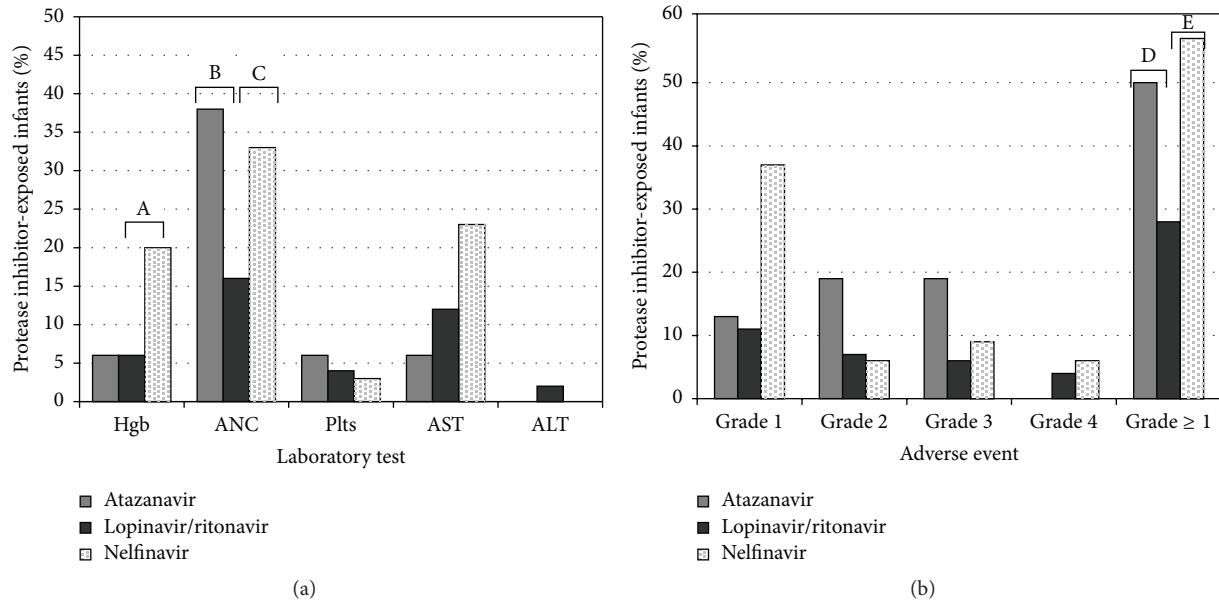 Protease inhibitor-exposed infants (%)
50
45
40
35
30
25
20
15
10
5
0
A
B
C
Hgb
ANC
Plts
AST
ALT
Laboratory test
Atazanavir
Lopinavir/ritonavir
Nelfinavir
(a)
Protease inhibitor-exposed infants (%)
60
50
40
30
20
10
0
D
E
Grade 1
Grade 2
Grade 3
Grade 4
Grade ≥ 1
Adverse event
Atazanavir
Lopinavir/ritonavir
Nelfinavir
(b)